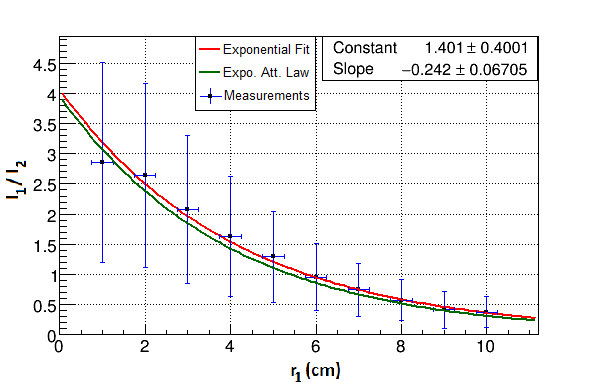 Exponential Fit
Expo. Att. Law
Measurements
Constant 1.401 ± 0.4001
Slope −0.242 ± 0.06705
4.5
4
3.5
3
2.5
2
1.5
1
0.5
0
I1 / I2
0 2 4 6 8 10
r1 (cm)